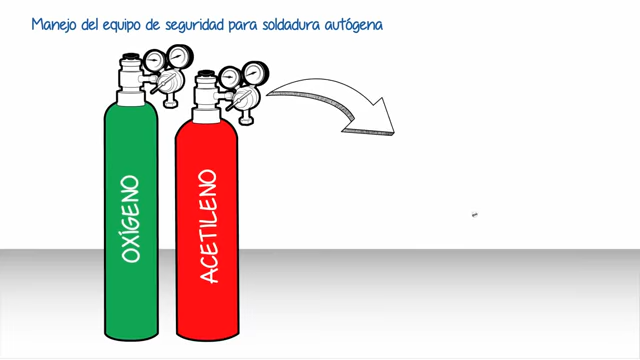 Manejo del equipo de seguridad para soldadura autógena
OXÍGENO
ACETILENO